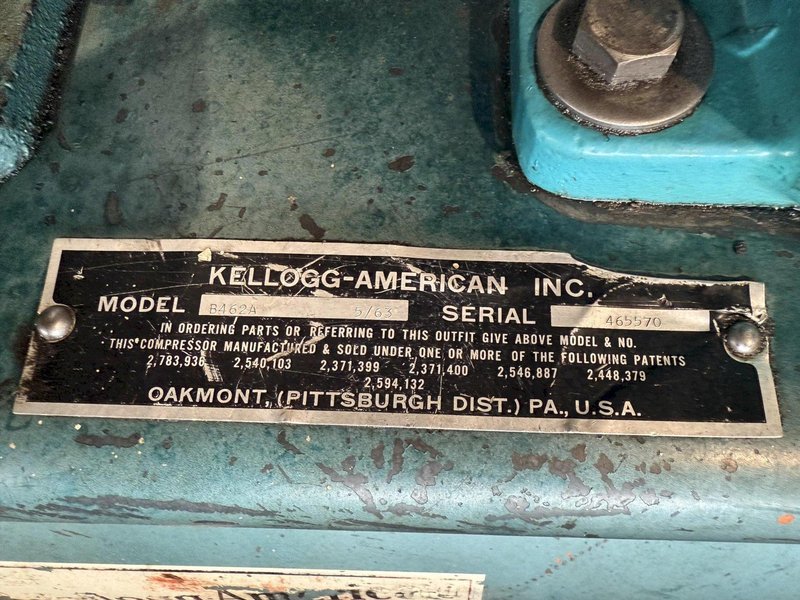 KELLOGG-AMERICAN INC.
MODEL B462A 5/63 SERIAL 465570
IN ORDERING PARTS OR REFERRING TO THIS OUTFIT GIVE ABOVE MODEL & NO.
THIS COMPRESSOR MANUFACTURED & SOLD UNDER ONE OR MORE OF THE FOLLOWING PATENTS
2,783,936 2,540,103 2,371,399 2,371,400 2,546,887 2,448,379
2,594,132
OAKMONT, (PITTSBURGH DIST.) PA., U.S.A.